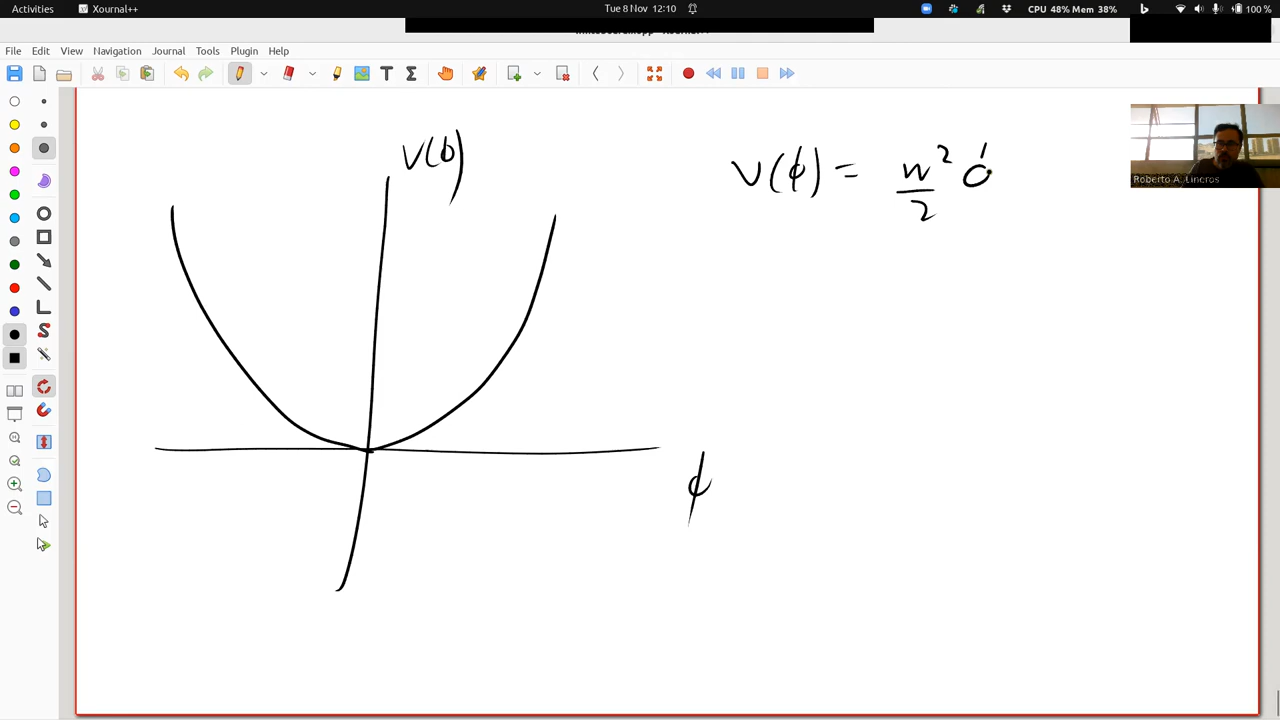 Activities
Xournal++
Tue 8 Nov 12:10
CPU 48% Mem 38%
100 %
File Edit View Navigation Journal Tools Plugin Help
V(ϕ)
V(ϕ) = m²/2
Roberto A. Lineros
ϕ